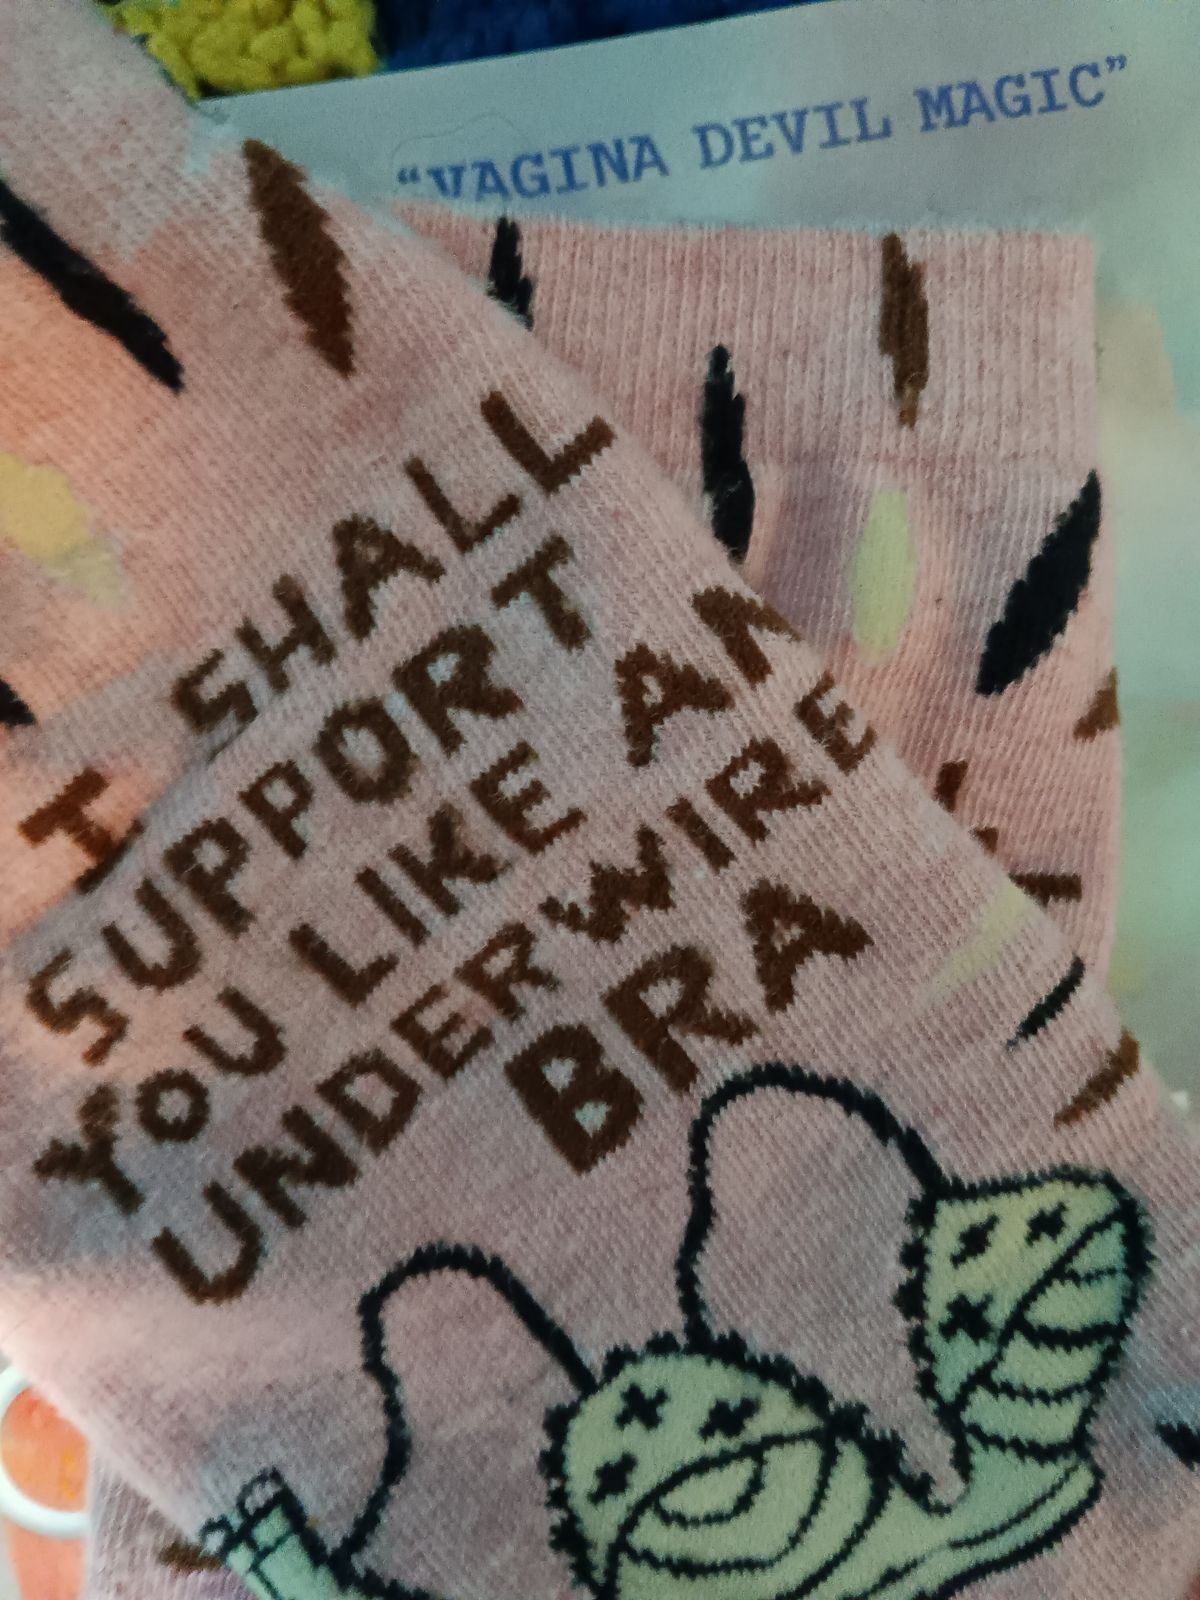 “VAGINA DEVIL MAGIC”
I SHALL
SUPPORT
YOU LIKE AN
UNDERWIRE
BRA